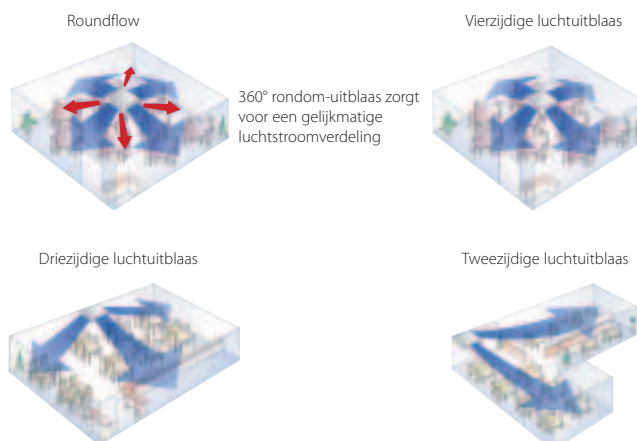 Roundflow
Vierzijdige luchtuitblaas
360° rondom-uitblaas zorgt
voor een gelijkmatige
luchtstroomverdeling
Driezijdige luchtuitblaas
Tweezijdige luchtuitblaas